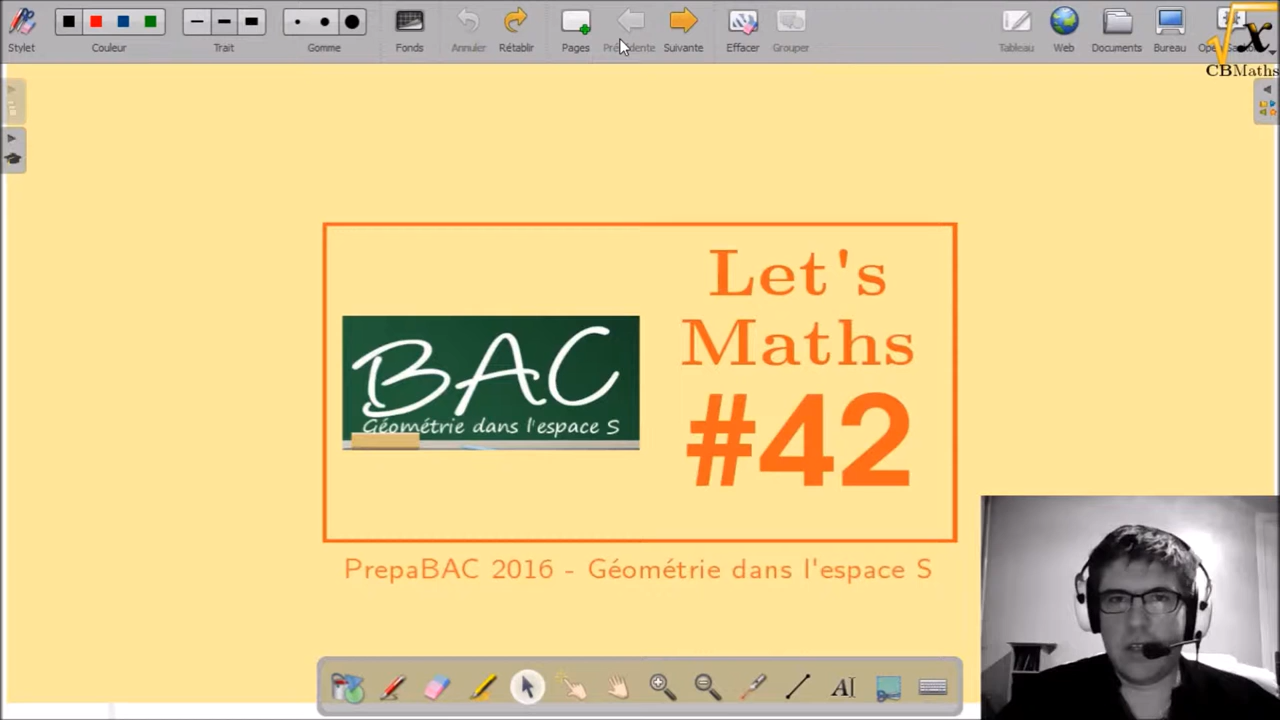 Stylet
Couleur
Trait
Gomme
Fonds
Annuler
Rétablir
Pages
Suivante
Effacer
Grouper
Tableau
Web
Documents
Bureau
CBMaths
Let's
Maths
#42
BAC
Géométrie dans l'espace S
PrepaBAC 2016 - Géométrie dans l'espace S